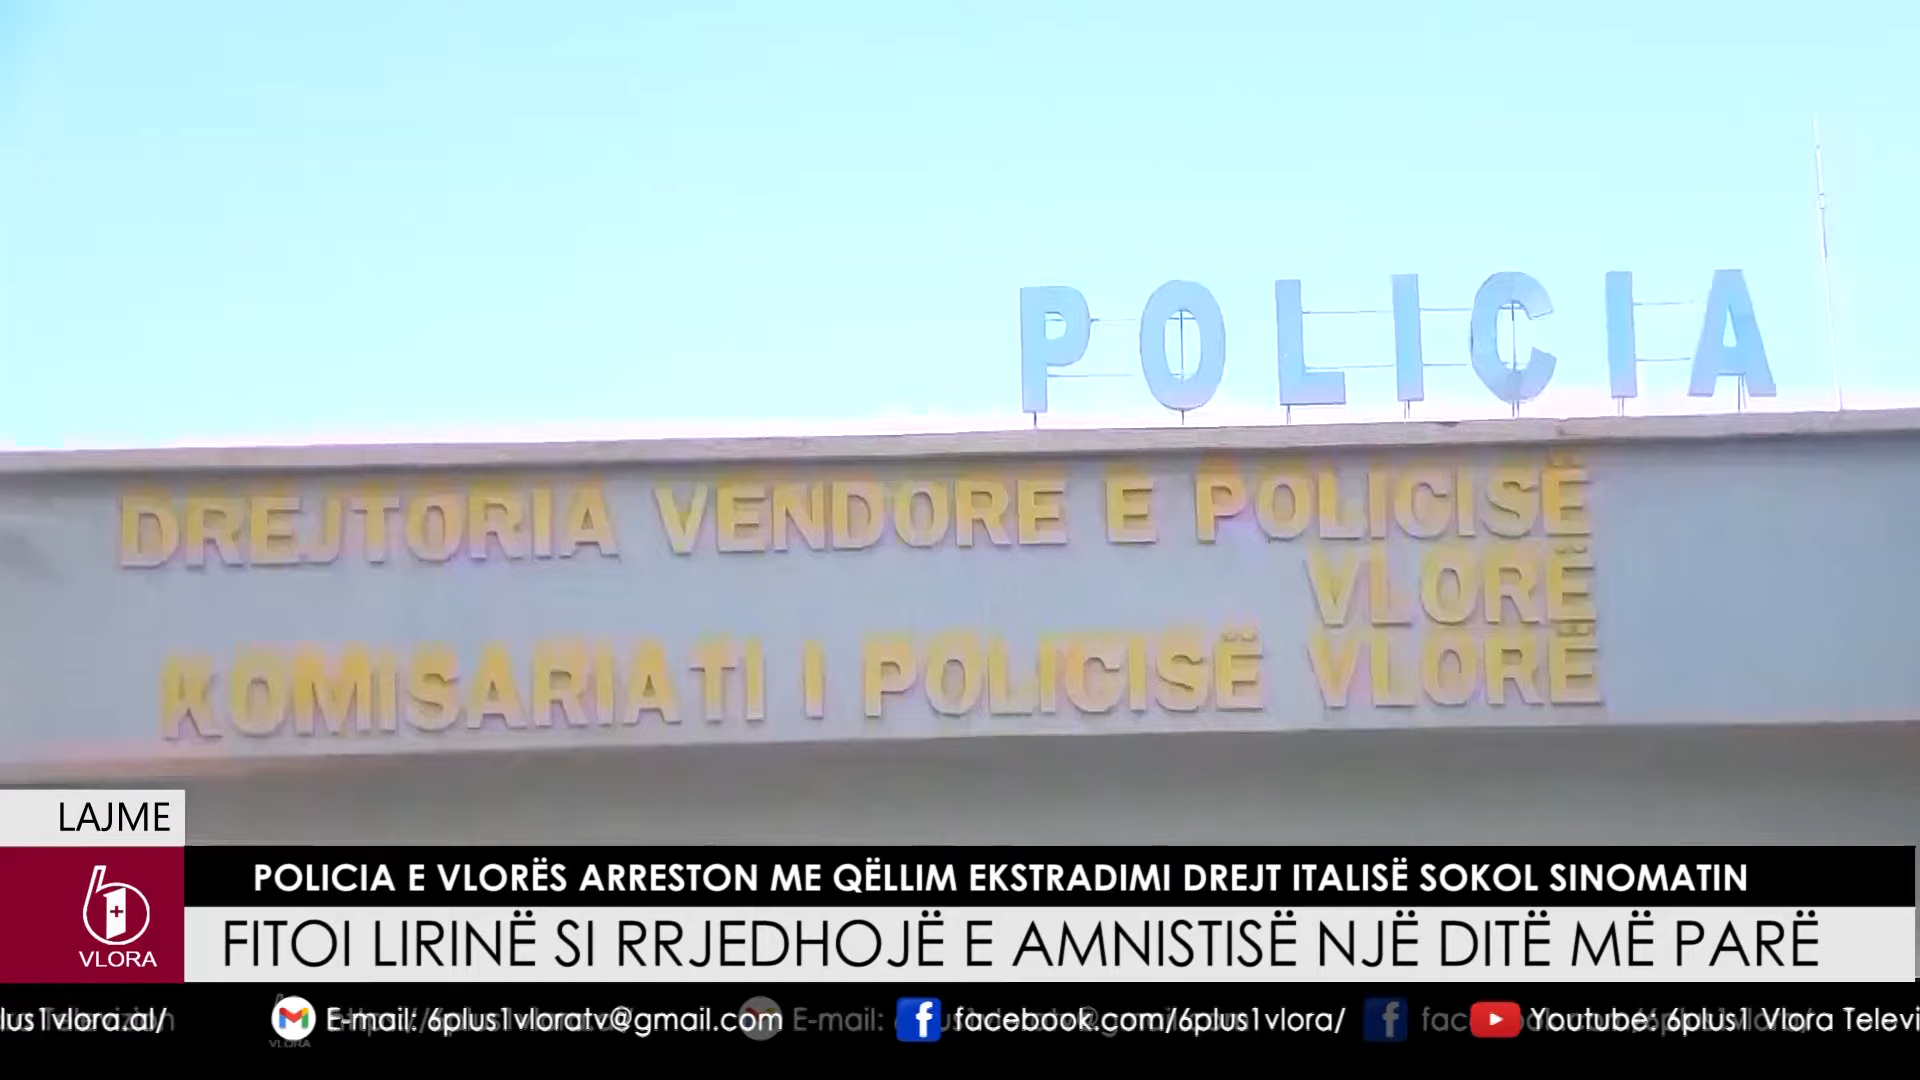 POLICIA
DREJTORIA VENDORE E POLICISË
VLORË
KOMISARIATI I POLICISË VLORË
LAJME
POLICIA E VLORËS ARRESTON ME QËLLIM EKSTRADIMI DREJT ITALISË SOKOL SINOMATIN
FITOI LIRINË SI RRJEDHOJË E AMNISTISË NJË DITË MË PARË
6+1
VLORA
lus1vlora.al/ E-mail: 6plus1vloratv@gmail.com facebook.com/6plus1vlora/ Youtube: 6plus1 Vlora Televi